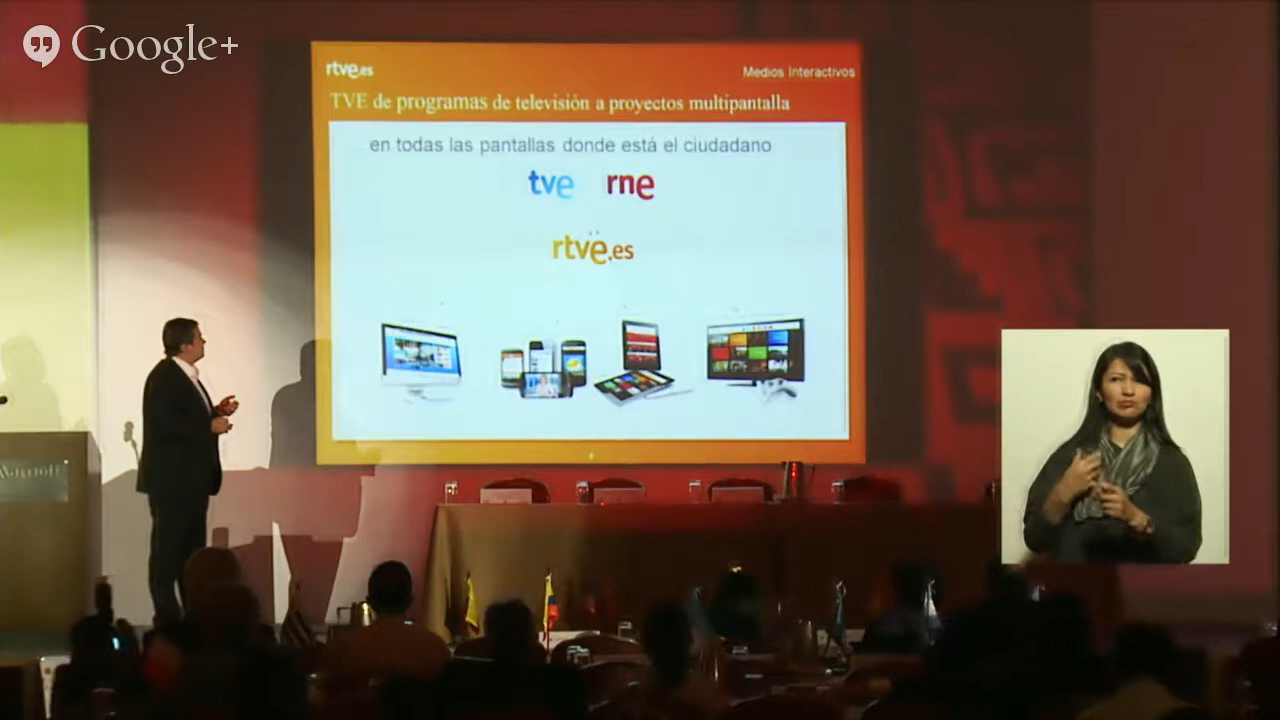 Google+
rtve.es
Medios Interactivos
TVE de programas de televisión a proyectos multipantalla
en todas las pantallas donde está el ciudadano
tve rne
rtve.es
Marriott